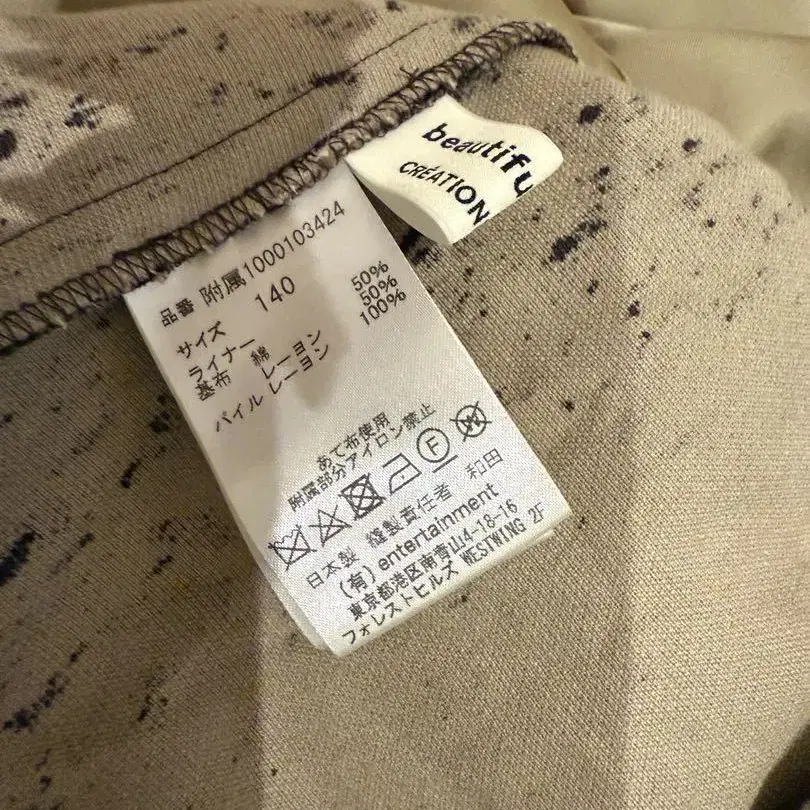 beautifu
CRÉATION
品番 附属1000103424
サイズ 140
ライナー
基布 綿 50%
レーヨン 50%
パイル レーヨン 100%
あて布使用
附属部分アイロン禁止
F W
日本製 縫製責任者 和田
(有) entertainment
東京都港区南青山4-18-16
フォレストヒルズ WESTWING 2F